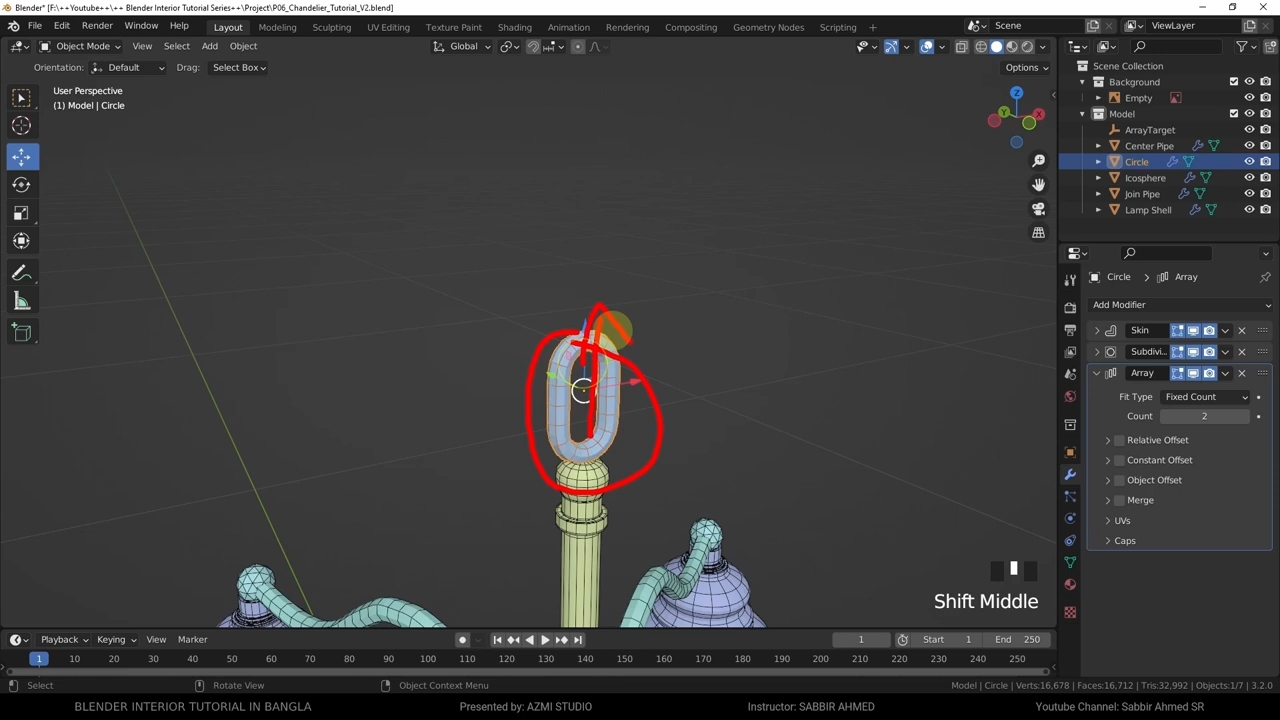 Blender* [F:\++Youtube++\++ Blender Interior Tutorial Series++\Project\P06_Chandelier_Tutorial_V2.blend]
File Edit Render Window Help Layout Modeling Sculpting UV Editing Texture Paint Shading Animation Rendering Compositing Geometry Nodes Scripting Scene ViewLayer
Object Mode View Select Add Object Global
Orientation: Default Drag: Select Box Options
User Perspective
(1) Model | Circle
Scene Collection
Background
Empty
Model
ArrayTarget
Center Pipe
Circle
Icosphere
Join Pipe
Lamp Shell
Z
Y
X
Circle Array
Add Modifier
Skin
Subdivi...
Array
Fit Type Fixed Count
Count 2
Relative Offset
Constant Offset
Object Offset
Merge
UVs
Caps
Shift Middle
Playback Keying View Marker 1 Start 1 End 250
1 10 20 30 40 50 60 70 80 90 100 110 120 130 140 150 160 170 180 190 200 210 220 230 240 250
Select Rotate View Object Context Menu Model | Circle | Verts:16,678 | Faces:16,712 | Tris:32,992 | Objects:1/7 | 3.2.0
BLENDER INTERIOR TUTORIAL IN BANGLA Presented by: AZMI STUDIO Instructor: SABBIR AHMED Youtube Channel: Sabbir Ahmed SR